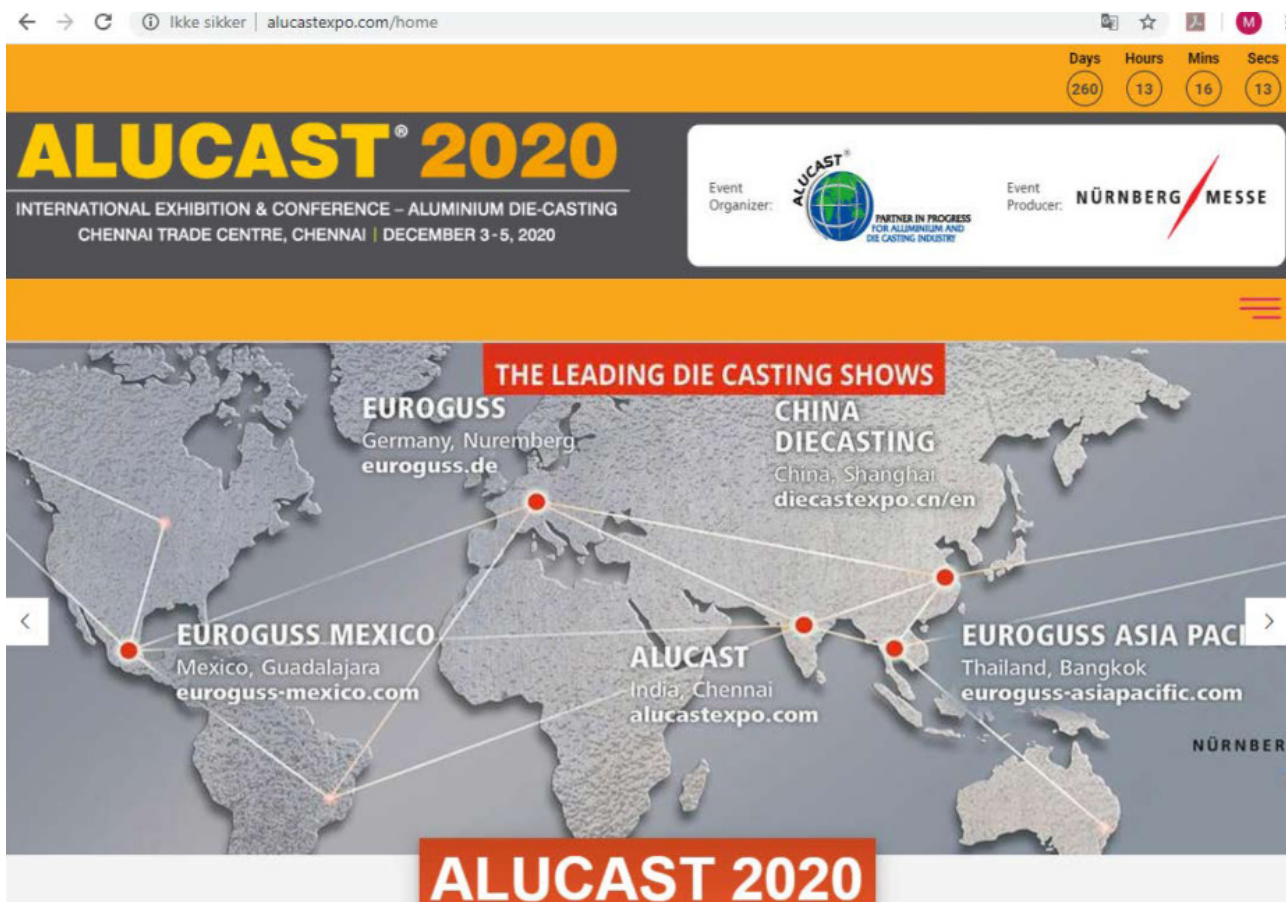 Ikke sikker | alucastexpo.com/home
M
Days Hours Mins Secs
260 13 16 13
ALUCAST® 2020
INTERNATIONAL EXHIBITION & CONFERENCE – ALUMINIUM DIE-CASTING
CHENNAI TRADE CENTRE, CHENNAI | DECEMBER 3-5, 2020
Event
Organizer:
ALUCAST®
PARTNER IN PROGRESS
FOR ALUMINIUM AND
DIE CASTING INDUSTRY
Event
Producer:
NÜRNBERG MESSE
THE LEADING DIE CASTING SHOWS
EUROGUSS
Germany, Nuremberg
euroguss.de
CHINA
DIECASTING
China, Shanghai
diecastexpo.cn/en
EUROGUSS MEXICO
Mexico, Guadalajara
euroguss-mexico.com
ALUCAST
India, Chennai
alucastexpo.com
EUROGUSS ASIA PAC
Thailand, Bangkok
euroguss-asiapacific.com
NÜRNBER
ALUCAST 2020